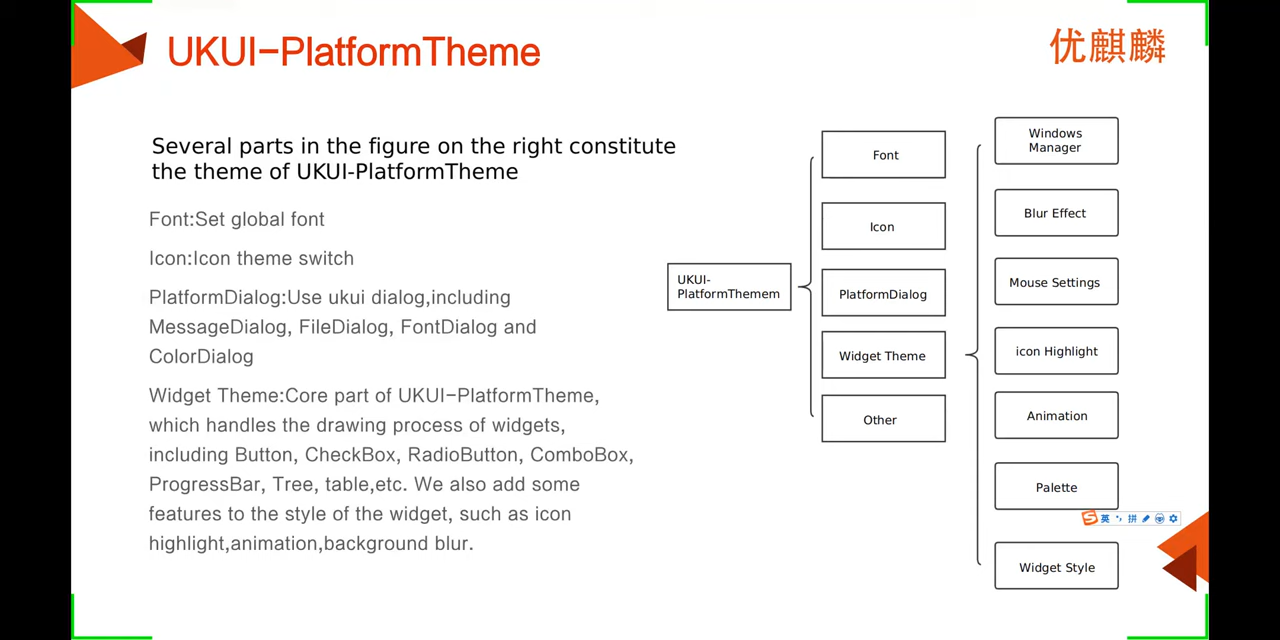 UKUI-PlatformTheme
优麒麟
Several parts in the figure on the right constitute
the theme of UKUI-PlatformTheme
Font:Set global font
Icon:Icon theme switch
PlatformDialog:Use ukui dialog,including
MessageDialog, FileDialog, FontDialog and
ColorDialog
Widget Theme:Core part of UKUI-PlatformTheme,
which handles the drawing process of widgets,
including Button, CheckBox, RadioButton, ComboBox,
ProgressBar, Tree, table,etc. We also add some
features to the style of the widget, such as icon
highlight,animation,background blur.
UKUI-
PlatformThemem
Font
Icon
PlatformDialog
Widget Theme
Other
Windows
Manager
Blur Effect
Mouse Settings
icon Highlight
Animation
Palette
英 拼
Widget Style